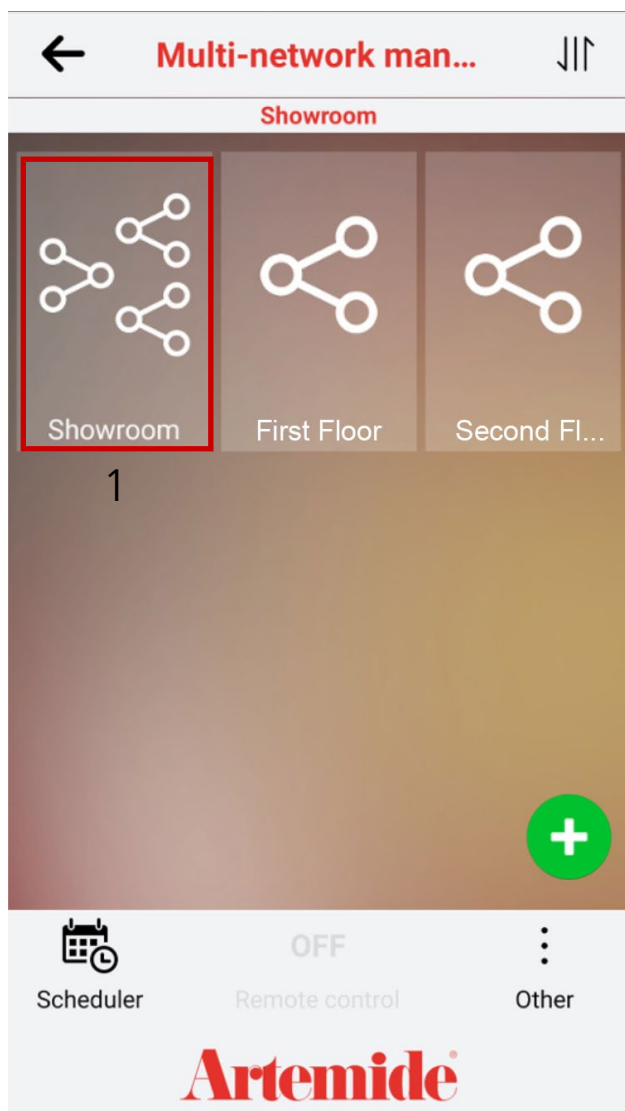 Multi-network man...
Showroom
Showroom
First Floor
Second Fl...
1
OFF
Scheduler
Remote control
Other
Artemide